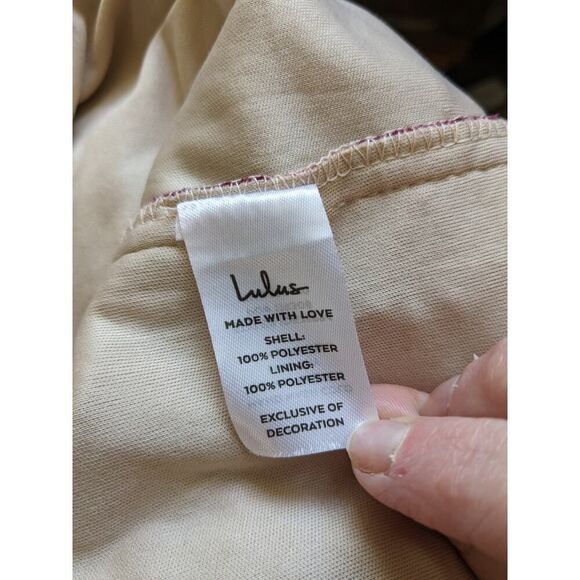 Lulus
MADE WITH LOVE
SHELL:
100% POLYESTER
LINING:
100% POLYESTER
EXCLUSIVE OF
DECORATION